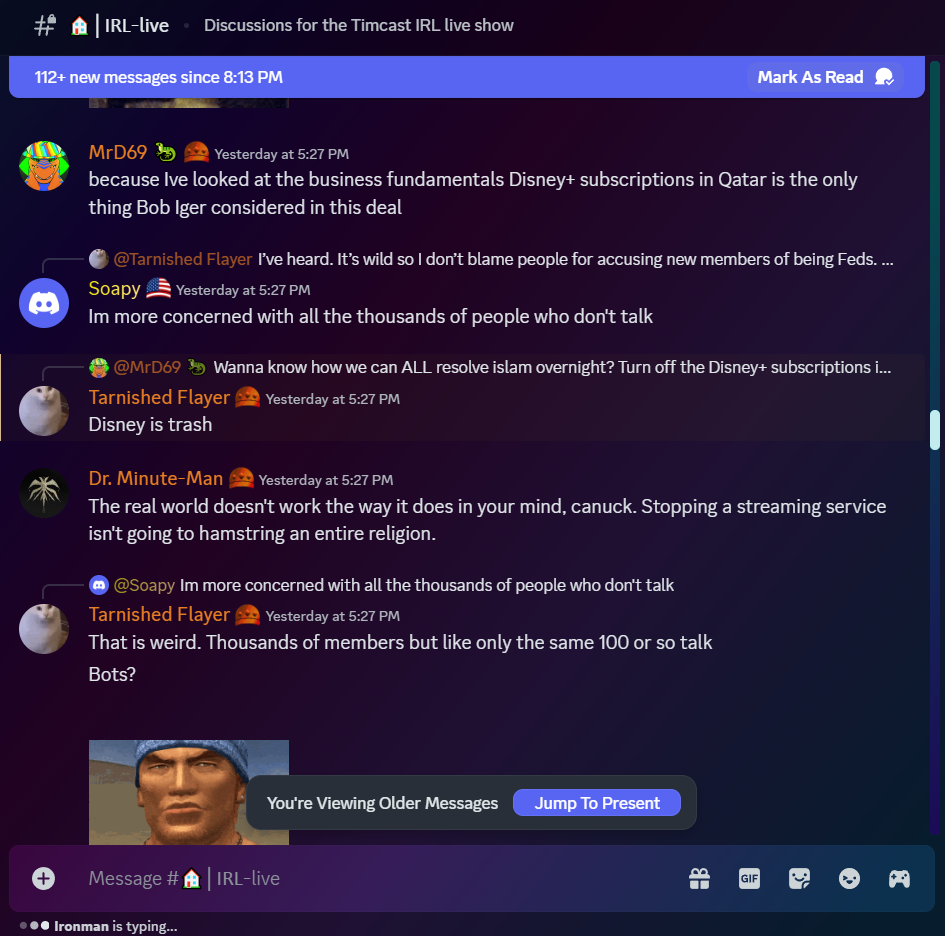 IRL-live • Discussions for the Timcast IRL live show
112+ new messages since 8:13 PM Mark As Read
MrD69 Yesterday at 5:27 PM
because Ive looked at the business fundamentals Disney+ subscriptions in Qatar is the only
thing Bob Iger considered in this deal
@Tarnished Flayer I've heard. It's wild so I don't blame people for accusing new members of being Feds. ...
Soapy Yesterday at 5:27 PM
Im more concerned with all the thousands of people who don't talk
@MrD69 Wanna know how we can ALL resolve islam overnight? Turn off the Disney+ subscriptions i...
Tarnished Flayer Yesterday at 5:27 PM
Disney is trash
Dr. Minute-Man Yesterday at 5:27 PM
The real world doesn't work the way it does in your mind, canuck. Stopping a streaming service
isn't going to hamstring an entire religion.
@Soapy Im more concerned with all the thousands of people who don't talk
Tarnished Flayer Yesterday at 5:27 PM
That is weird. Thousands of members but like only the same 100 or so talk
Bots?
You're Viewing Older Messages Jump To Present
Message #🏠 | IRL-live GIF
Ironman is typing...